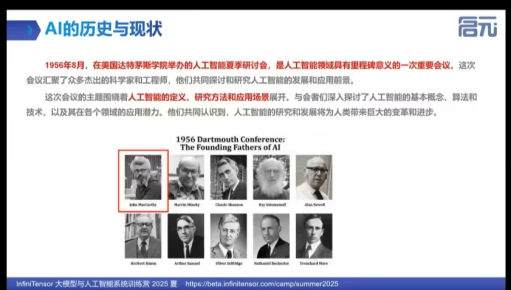 AI的历史与现状
启元
1956年8月，在美国达特茅斯学院举办的人工智能夏季研讨会，是人工智能领域具有里程碑意义的一次重要会议。这次
会议汇聚了众多杰出的科学家和工程师，他们共同探讨和研究人工智能的发展和应用前景。
这次会议的主题围绕着人工智能的定义、研究方法和应用场景展开。与会者们深入探讨了人工智能的基本概念、算法和
技术，以及其在各个领域的应用潜力。他们共同认识到，人工智能的研究和发展将为人类带来巨大的变革和进步。
1956 Dartmouth Conference:
The Founding Fathers of AI
John MacCarthy
Marvin Minsky
Claude Shannon
Ray Solomonoff
Alan Newell
Herbert Simon
Arthur Samuel
Oliver Selfridge
Nathaniel Rochester
Trenchard More
InfiniTensor 大模型与人工智能系统训练营 2025 夏 https://beta.infinitensor.com/camp/summer2025